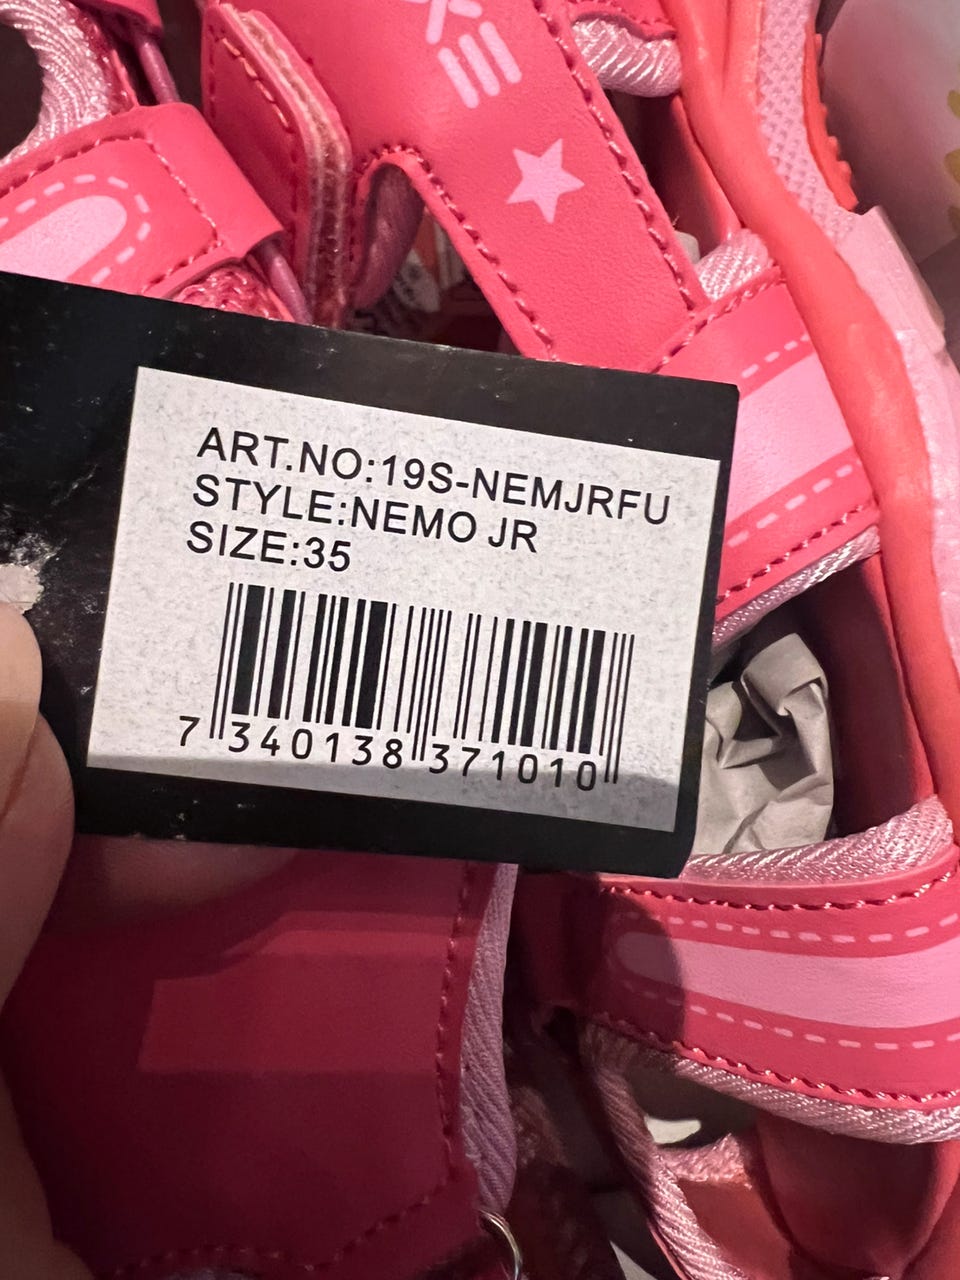 ART.NO:19S-NEMJRFU
STYLE:NEMO JR
SIZE:35
7 340138 371010